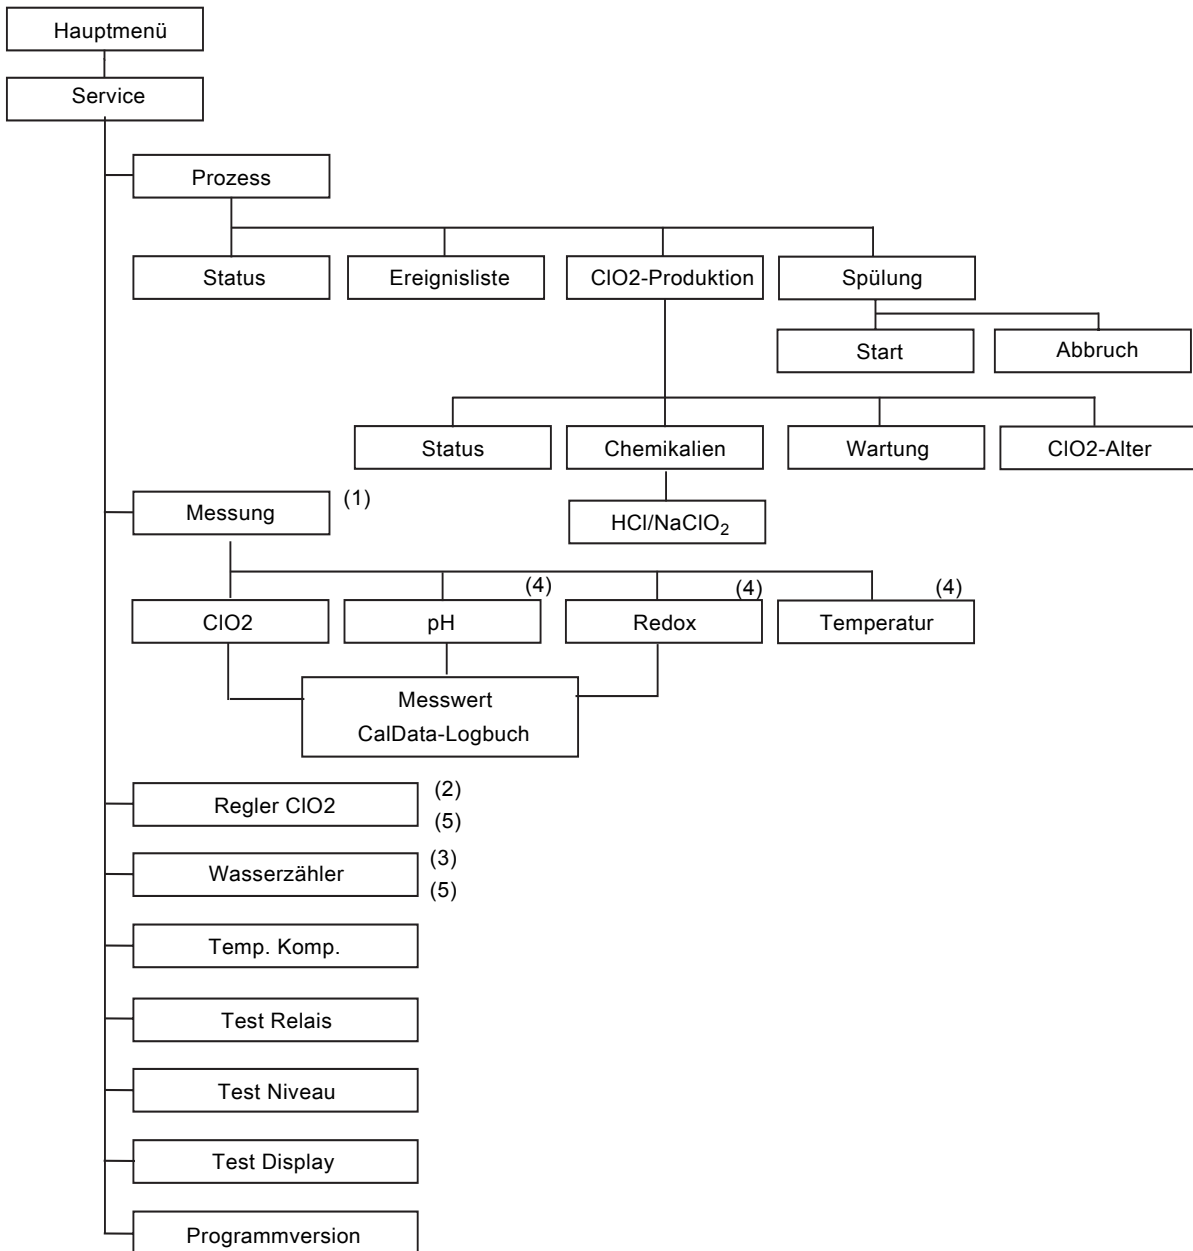 Hauptmenü
Service
Prozess
Status Ereignisliste ClO2-Produktion Spülung
Start Abbruch
Status Chemikalien Wartung ClO2-Alter
HCl/NaClO₂
Messung (1)
(4) (4) (4)
ClO2 pH Redox Temperatur
Messwert
CalData-Logbuch
Regler ClO2 (2)
(5)
Wasserzähler (3)
(5)
Temp. Komp.
Test Relais
Test Niveau
Test Display
Programmversion